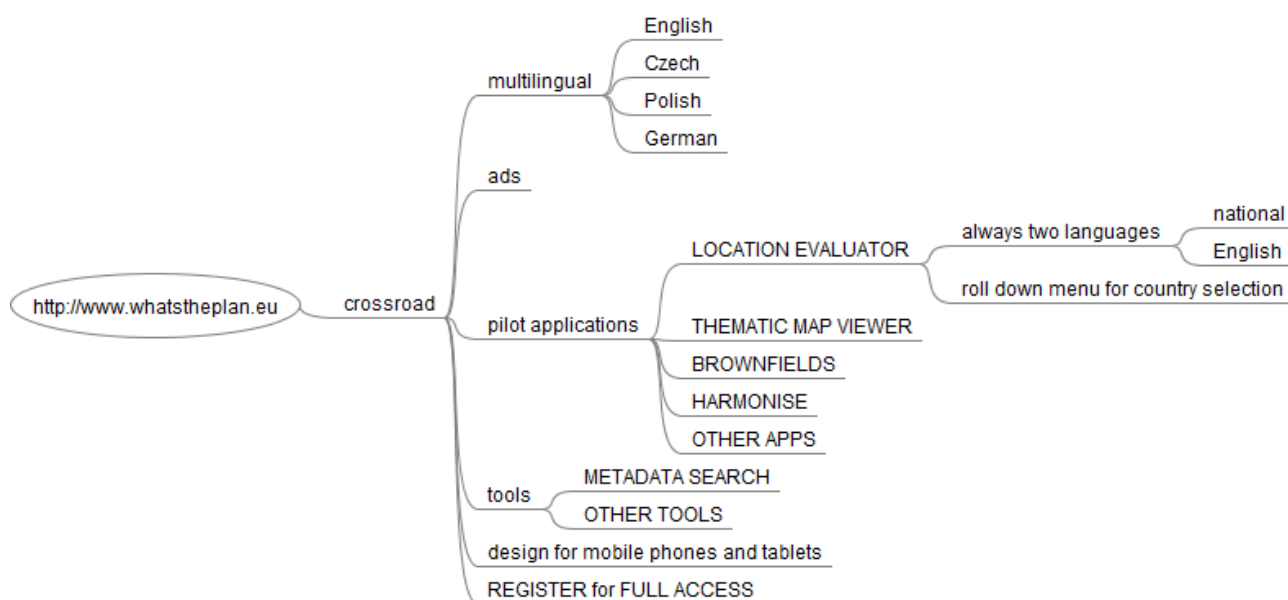 http://www.whatstheplan.eu
crossroad
multilingual
English
Czech
Polish
German
ads
pilot applications
LOCATION EVALUATOR
always two languages
national
English
roll down menu for country selection
THEMATIC MAP VIEWER
BROWNFIELDS
HARMONISE
OTHER APPS
tools
METADATA SEARCH
OTHER TOOLS
design for mobile phones and tablets
REGISTER for FULL ACCESS